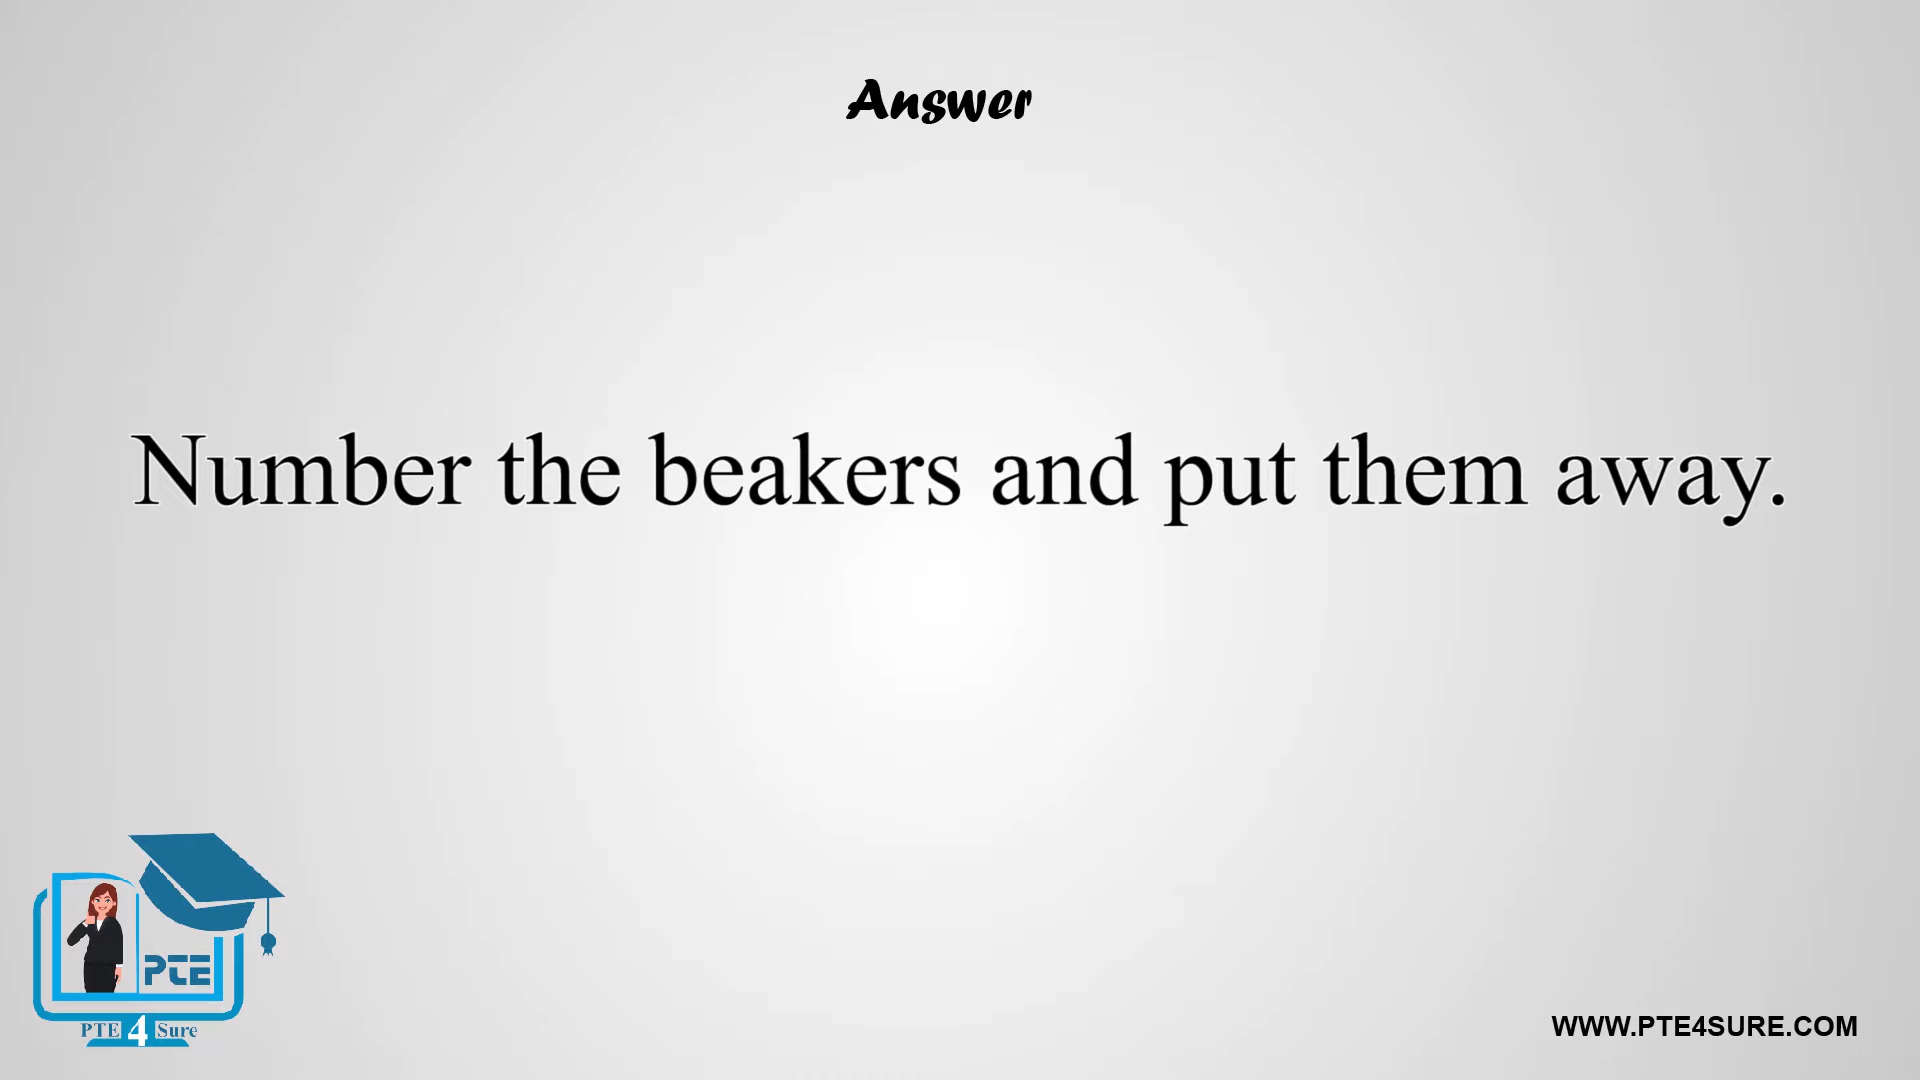 Answer
Number the beakers and put them away.
PTE
PTE 4 Sure
WWW.PTE4SURE.COM